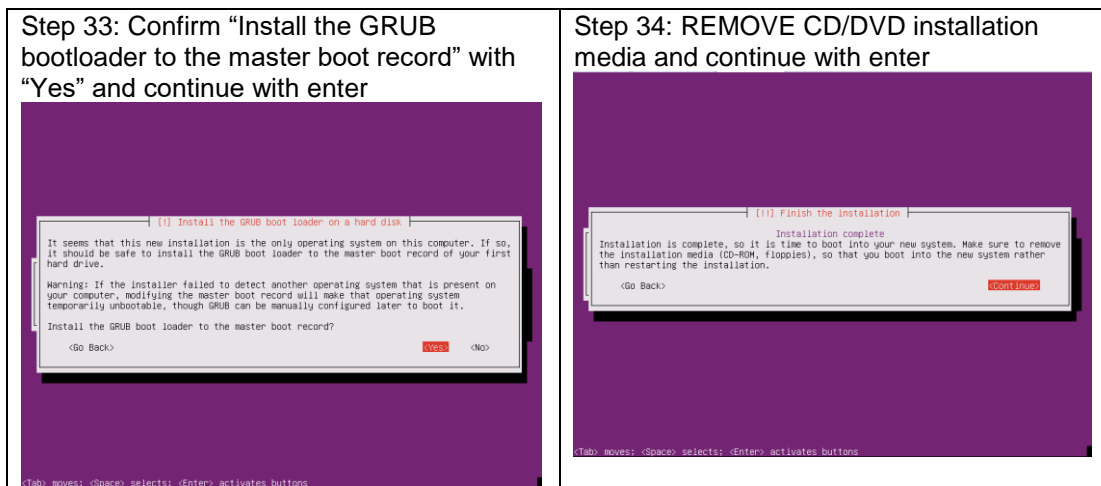 Step 33: Confirm “Install the GRUB
bootloader to the master boot record” with
“Yes” and continue with enter
[!] Install the GRUB boot loader on a hard disk
It seems that this new installation is the only operating system on this computer. If so,
it should be safe to install the GRUB boot loader to the master boot record of your first
hard drive.
Warning: If the installer failed to detect another operating system that is present on
your computer, modifying the master boot record will make that operating system
temporarily unbootable, though GRUB can be manually configured later to boot it.
Install the GRUB boot loader to the master boot record?
<Go Back> <Yes> <No>
<Tab> moves; <Space> selects; <Enter> activates buttons
Step 34: REMOVE CD/DVD installation
media and continue with enter
[!!] Finish the installation
Installation complete
Installation is complete, so it is time to boot into your new system. Make sure to remove
the installation media (CD-ROM, floppies), so that you boot into the new system rather
than restarting the installation.
<Go Back> <Continue>
<Tab> moves; <Space> selects; <Enter> activates buttons